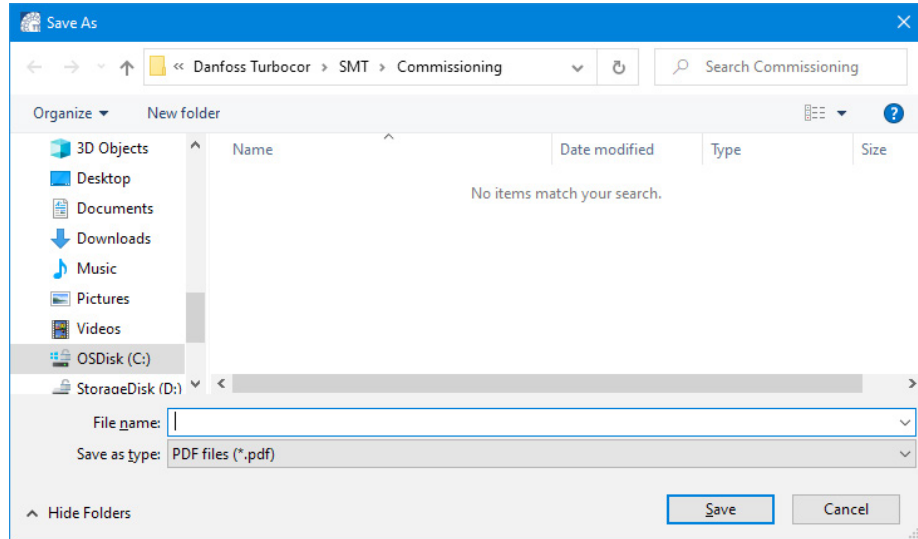 Save As
« Danfoss Turbocor > SMT > Commissioning
Search Commissioning
Organize
New folder
Name
Date modified
Type
Size
No items match your search.
3D Objects
Desktop
Documents
Downloads
Music
Pictures
Videos
OSDisk (C:)
StorageDisk (D:)
File name:
Save as type: PDF files (*.pdf)
Hide Folders
Save
Cancel